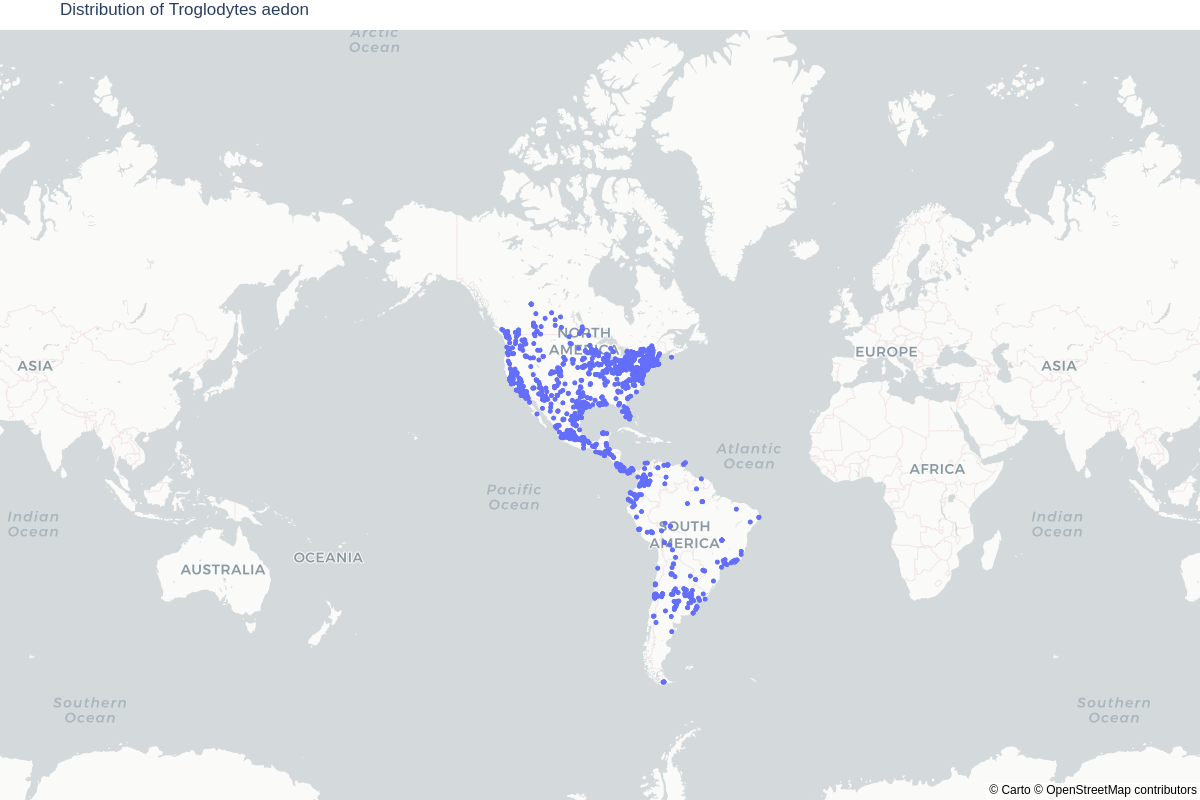 Distribution of Troglodytes aedon
Arctic
Ocean
NORTH
AMERICA
EUROPE
ASIA
ASIA
Atlantic
Ocean
AFRICA
Pacific
Ocean
Indian
Ocean
Indian
Ocean
SOUTH
AMERICA
OCEANIA
AUSTRALIA
Southern
Ocean
Southern
Ocean
© Carto © OpenStreetMap contributors